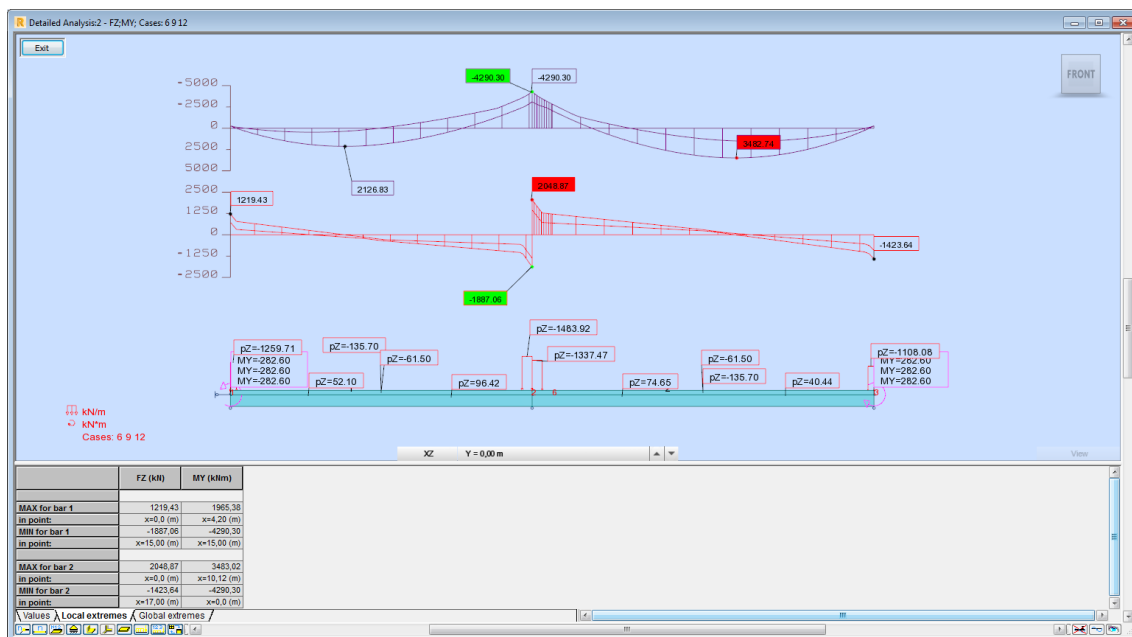 Detailed Analysis:2 - FZ;MY; Cases: 6 9 12
Exit
FRONT
-4290.30
-4290.30
-5000
-2500
0
2500
5000
2126.83
2500
1250
0
-1250
-2500
1219.43
2048.87
-1423.64
-1887.06
pZ=-1483.92
pZ=-1337.47
pZ=-1259.71
MY=-282.60
MY=-282.60
MY=-282.60
pZ=-135.70
pZ=-61.50
pZ=52.10
pZ=96.42
pZ=74.65
pZ=-61.50
pZ=-135.70
pZ=40.44
pZ=-1108.08
MY=-282.60
MY=-282.60
MY=-282.60
kN/m
kN*m
Cases: 6 9 12
XZ Y = 0,00 m
View
FZ (kN) MY (kNm)
MAX for bar 1 1219,43 1965,38
in point: x=0,0 (m) x=4,20 (m)
MIN for bar 1 -1887,06 -4290,30
in point: x=15,00 (m) x=15,00 (m)
MAX for bar 2 2048,87 3483,02
in point: x=0,0 (m) x=10,12 (m)
MIN for bar 2 -1423,64 -4290,30
in point: x=17,00 (m) x=0,0 (m)
Values Local extremes Global extremes